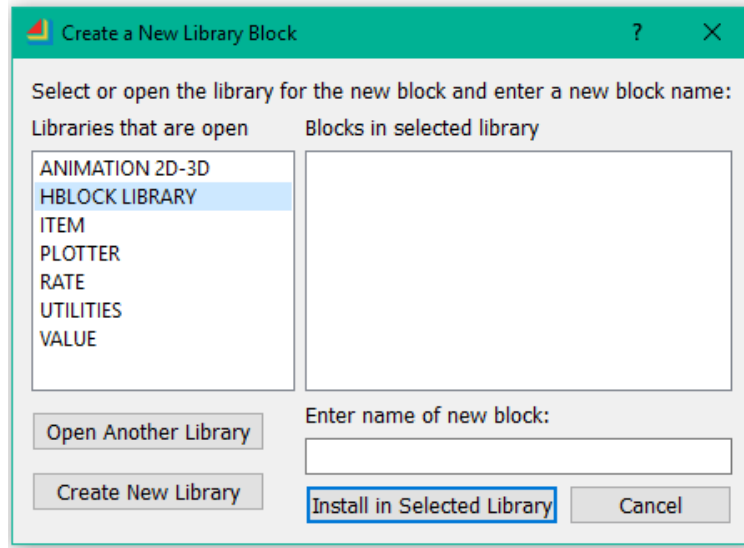 Create a New Library Block
?
Select or open the library for the new block and enter a new block name:
Libraries that are open
Blocks in selected library
ANIMATION 2D-3D
HBLOCK LIBRARY
ITEM
PLOTTER
RATE
UTILITIES
VALUE
Open Another Library
Create New Library
Enter name of new block:
Install in Selected Library
Cancel